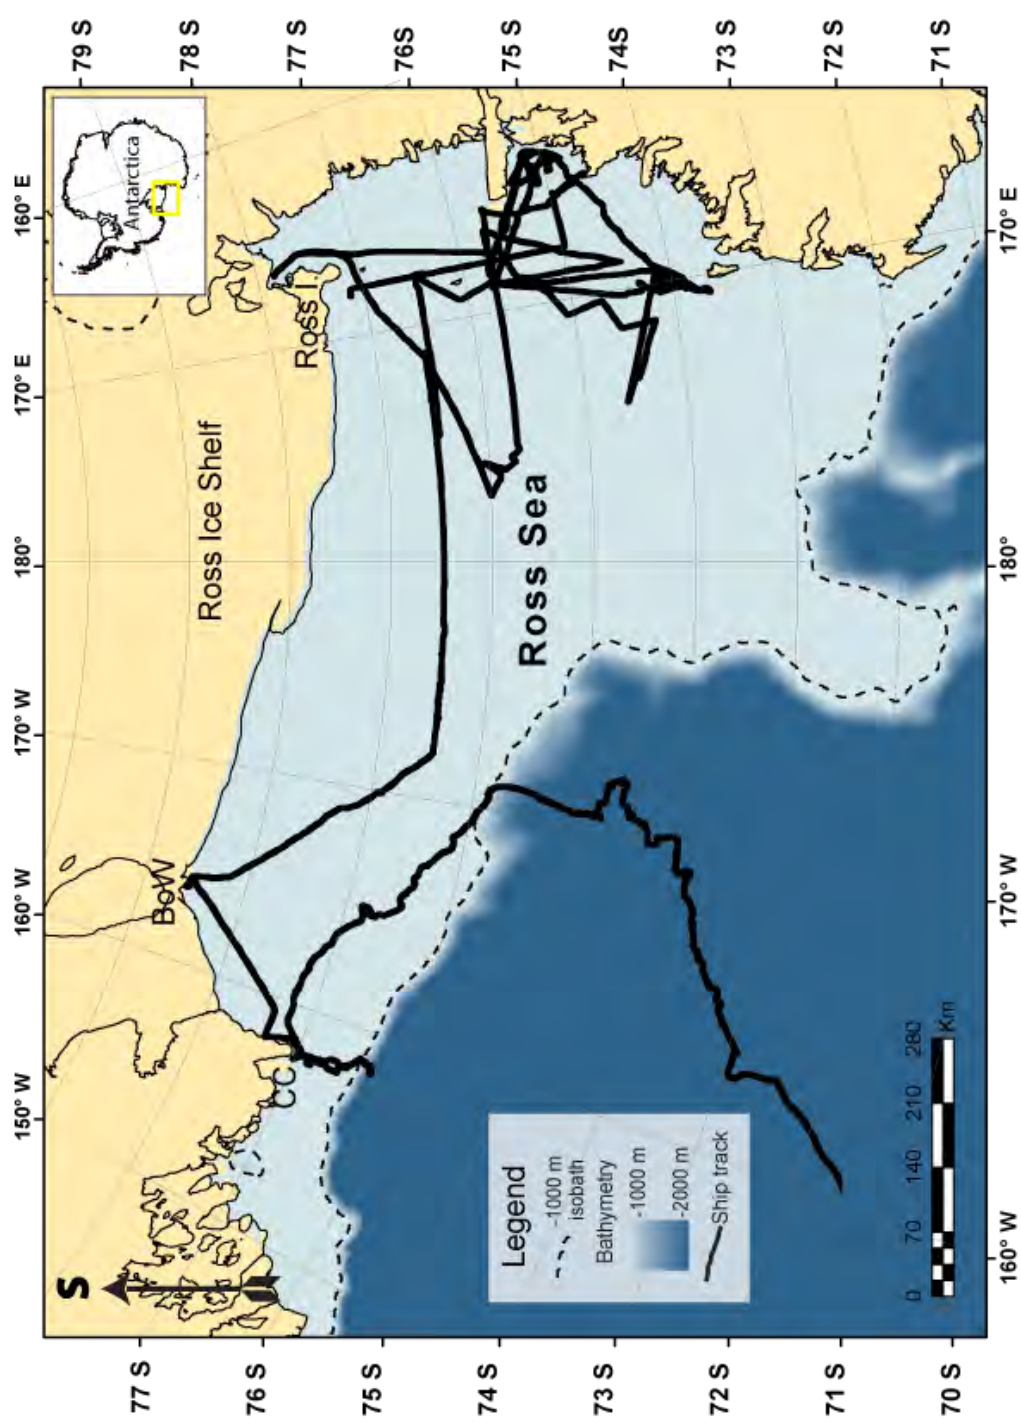 150° W
160° W
170° W
180°
170° E
160° E
S
Antarctica
79 S
78 S
77 S
76S
75 S
74S
73 S
72 S
71 S
77 S
76 S
75 S
74 S
73 S
72 S
71 S
70 S
BoW
Ross Ice Shelf
Ross I.
CC
Ross Sea
Legend
-1000 m
isobath
Bathymetry
-1000 m
-2000 m
Ship track
0
70
140
210
280
Km
160° W
170° W
180°
170° E